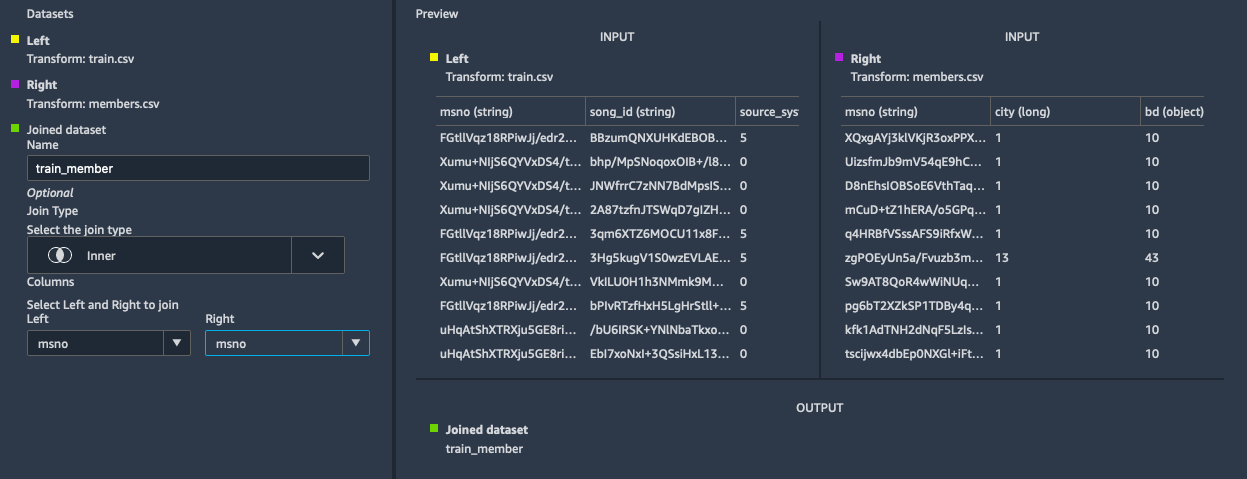 Datasets
Left
Transform: train.csv
Right
Transform: members.csv
Joined dataset
Name
train_member
Optional
Join Type
Select the join type
Inner
Columns
Select Left and Right to join
Left Right
msno msno
Preview
INPUT
Left
Transform: train.csv
msno (string) song_id (string) source_sys
FGtllVqz18RPiwJj/edr2... BBzumQNXUHKdEBOB... 5
Xumu+NIjS6QYVxDS4/t... bhp/MpSNoqoxOIB+/l8... 0
Xumu+NIjS6QYVxDS4/t... JNWfrrC7zNN7BdMpsIS... 0
Xumu+NIjS6QYVxDS4/t... 2A87tzfnJTSWqD7gIZH... 0
FGtllVqz18RPiwJj/edr2... 3qm6XTZ6MOCU11x8F... 5
FGtllVqz18RPiwJj/edr2... 3Hg5kugV1S0wzEVLAE... 5
Xumu+NIjS6QYVxDS4/t... VkILU0H1h3NMmk9M... 0
FGtllVqz18RPiwJj/edr2... bPIvRTzfHxH5LgHrStll+... 5
uHqAtShXTRXju5GE8ri... /bU6IRSK+YNlNbaTkxo... 0
uHqAtShXTRXju5GE8ri... EbI7xoNxI+3QSsiHxL13... 0
INPUT
Right
Transform: members.csv
msno (string) city (long) bd (object)
XQxgAYj3klVKjR3oxPPX... 1 10
UizsfmJb9mV54qE9hC... 1 10
D8nEhsIOBSoE6VthTaq... 1 10
mCuD+tZ1hERA/o5GPq... 1 10
q4HRBfVSssAFS9iRfxW... 1 10
zgPOEyUn5a/Fvuzb3m... 13 43
Sw9AT8QoR4wWiNUq... 1 10
pg6bT2XZkSP1TDBy4q... 1 10
kfk1AdTNH2dNqF5LzIs... 1 10
tscijwx4dbEp0NXGl+iFt... 1 10
OUTPUT
Joined dataset
train_member